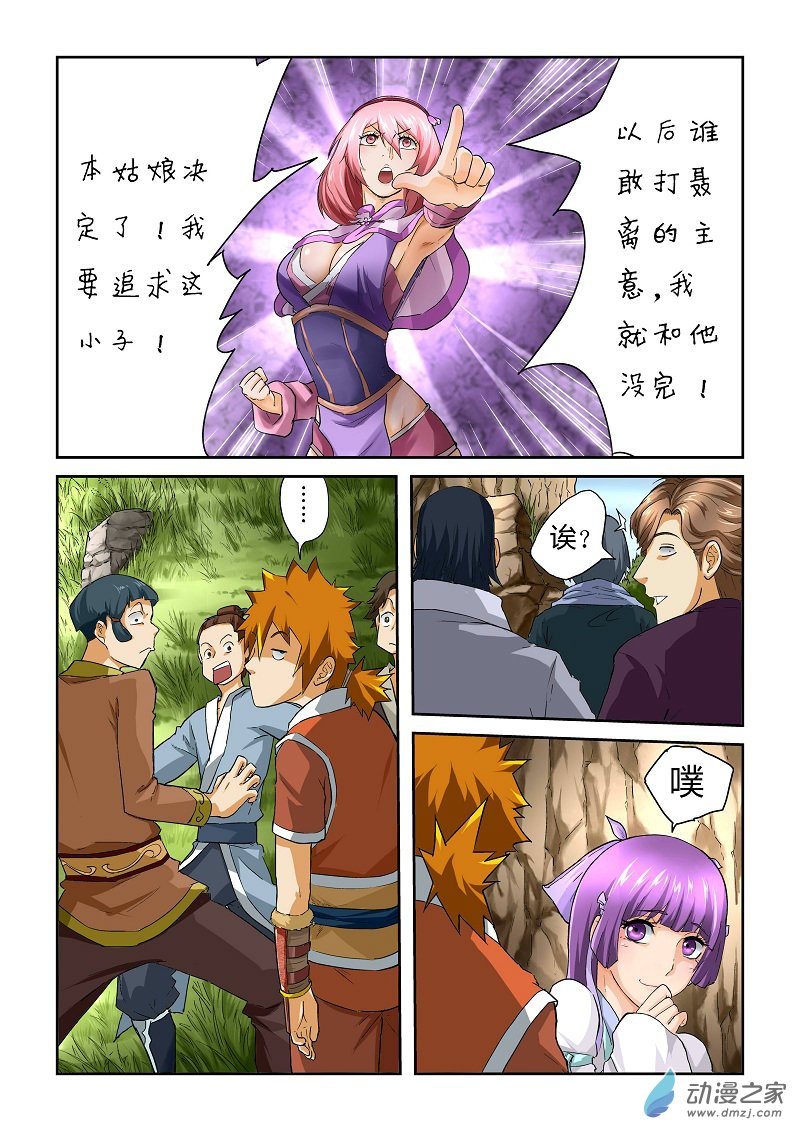 本姑娘决
定了！我
要追求这
小子！
以后谁
敢打聂
离的主
意，我
就和他
没完！
……
诶？
噗
动漫之家
www.dmzj.com